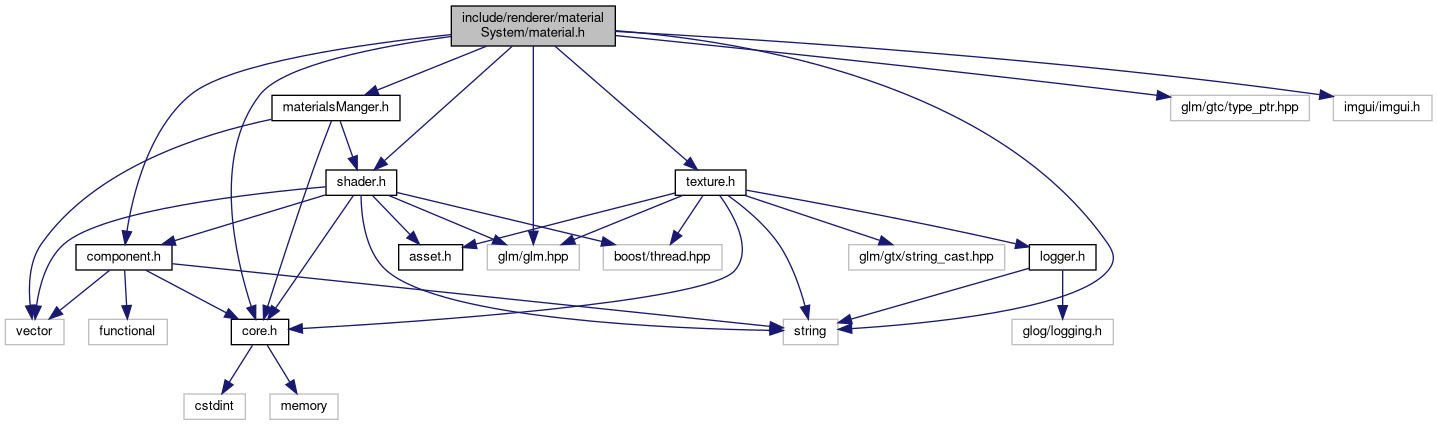 include/renderer/material
System/material.h
materialsManger.h
glm/gtc/type_ptr.hpp
imgui/imgui.h
shader.h
texture.h
component.h
asset.h
glm/glm.hpp
boost/thread.hpp
glm/gtx/string_cast.hpp
logger.h
vector
functional
core.h
string
glog/logging.h
cstdint
memory